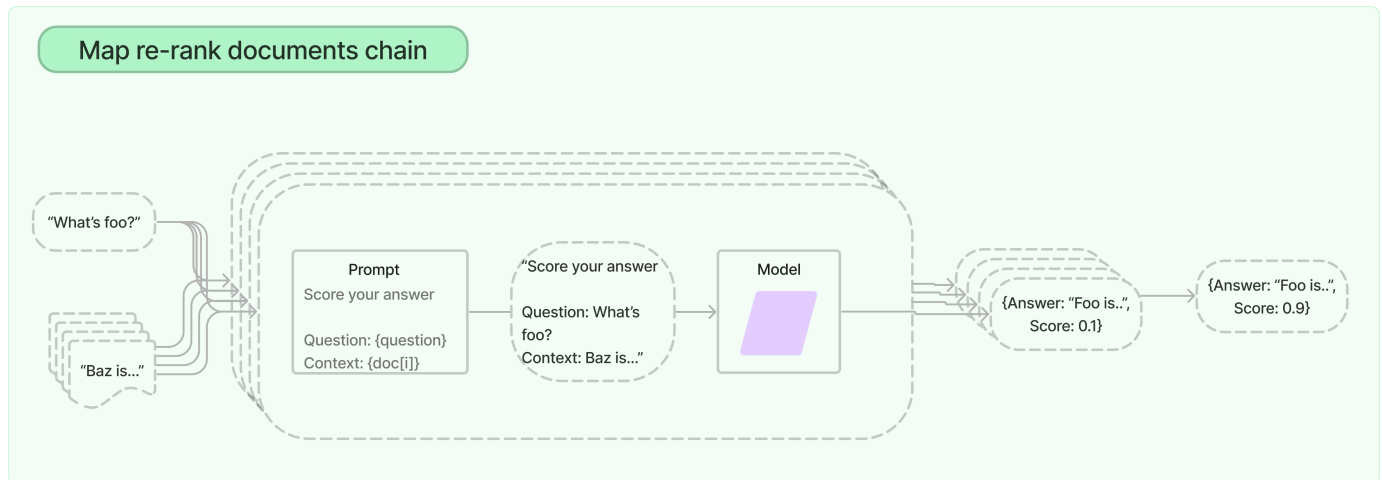 Map re-rank documents chain
“What’s foo?”
“Baz is...”
Prompt
Score your answer
Question: {question}
Context: {doc[i]}
“Score your answer
Question: What’s
foo?
Context: Baz is...”
Model
{Answer: “Foo is..”,
Score: 0.1}
{Answer: “Foo is..”,
Score: 0.9}